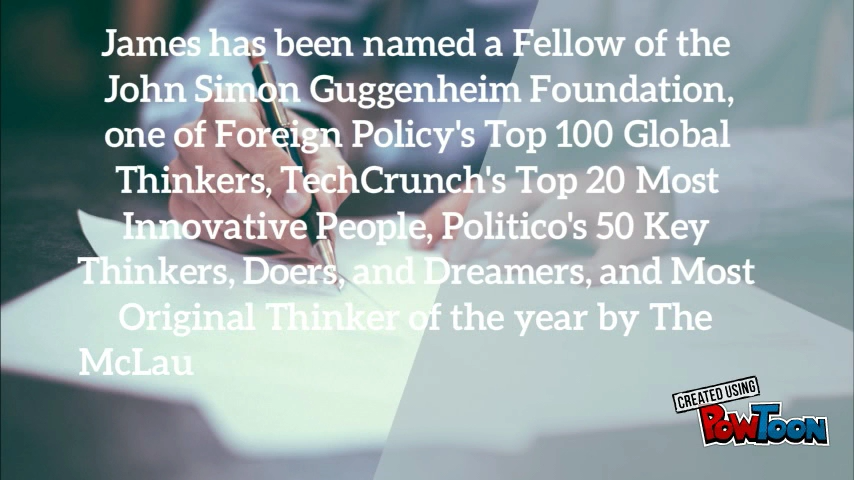 James has been named a Fellow of the
John Simon Guggenheim Foundation,
one of Foreign Policy's Top 100 Global
Thinkers, TechCrunch's Top 20 Most
Innovative People, Politico's 50 Key
Thinkers, Doers, and Dreamers, and Most
Original Thinker of the year by The
McLau
CREATED USING
POWTOON